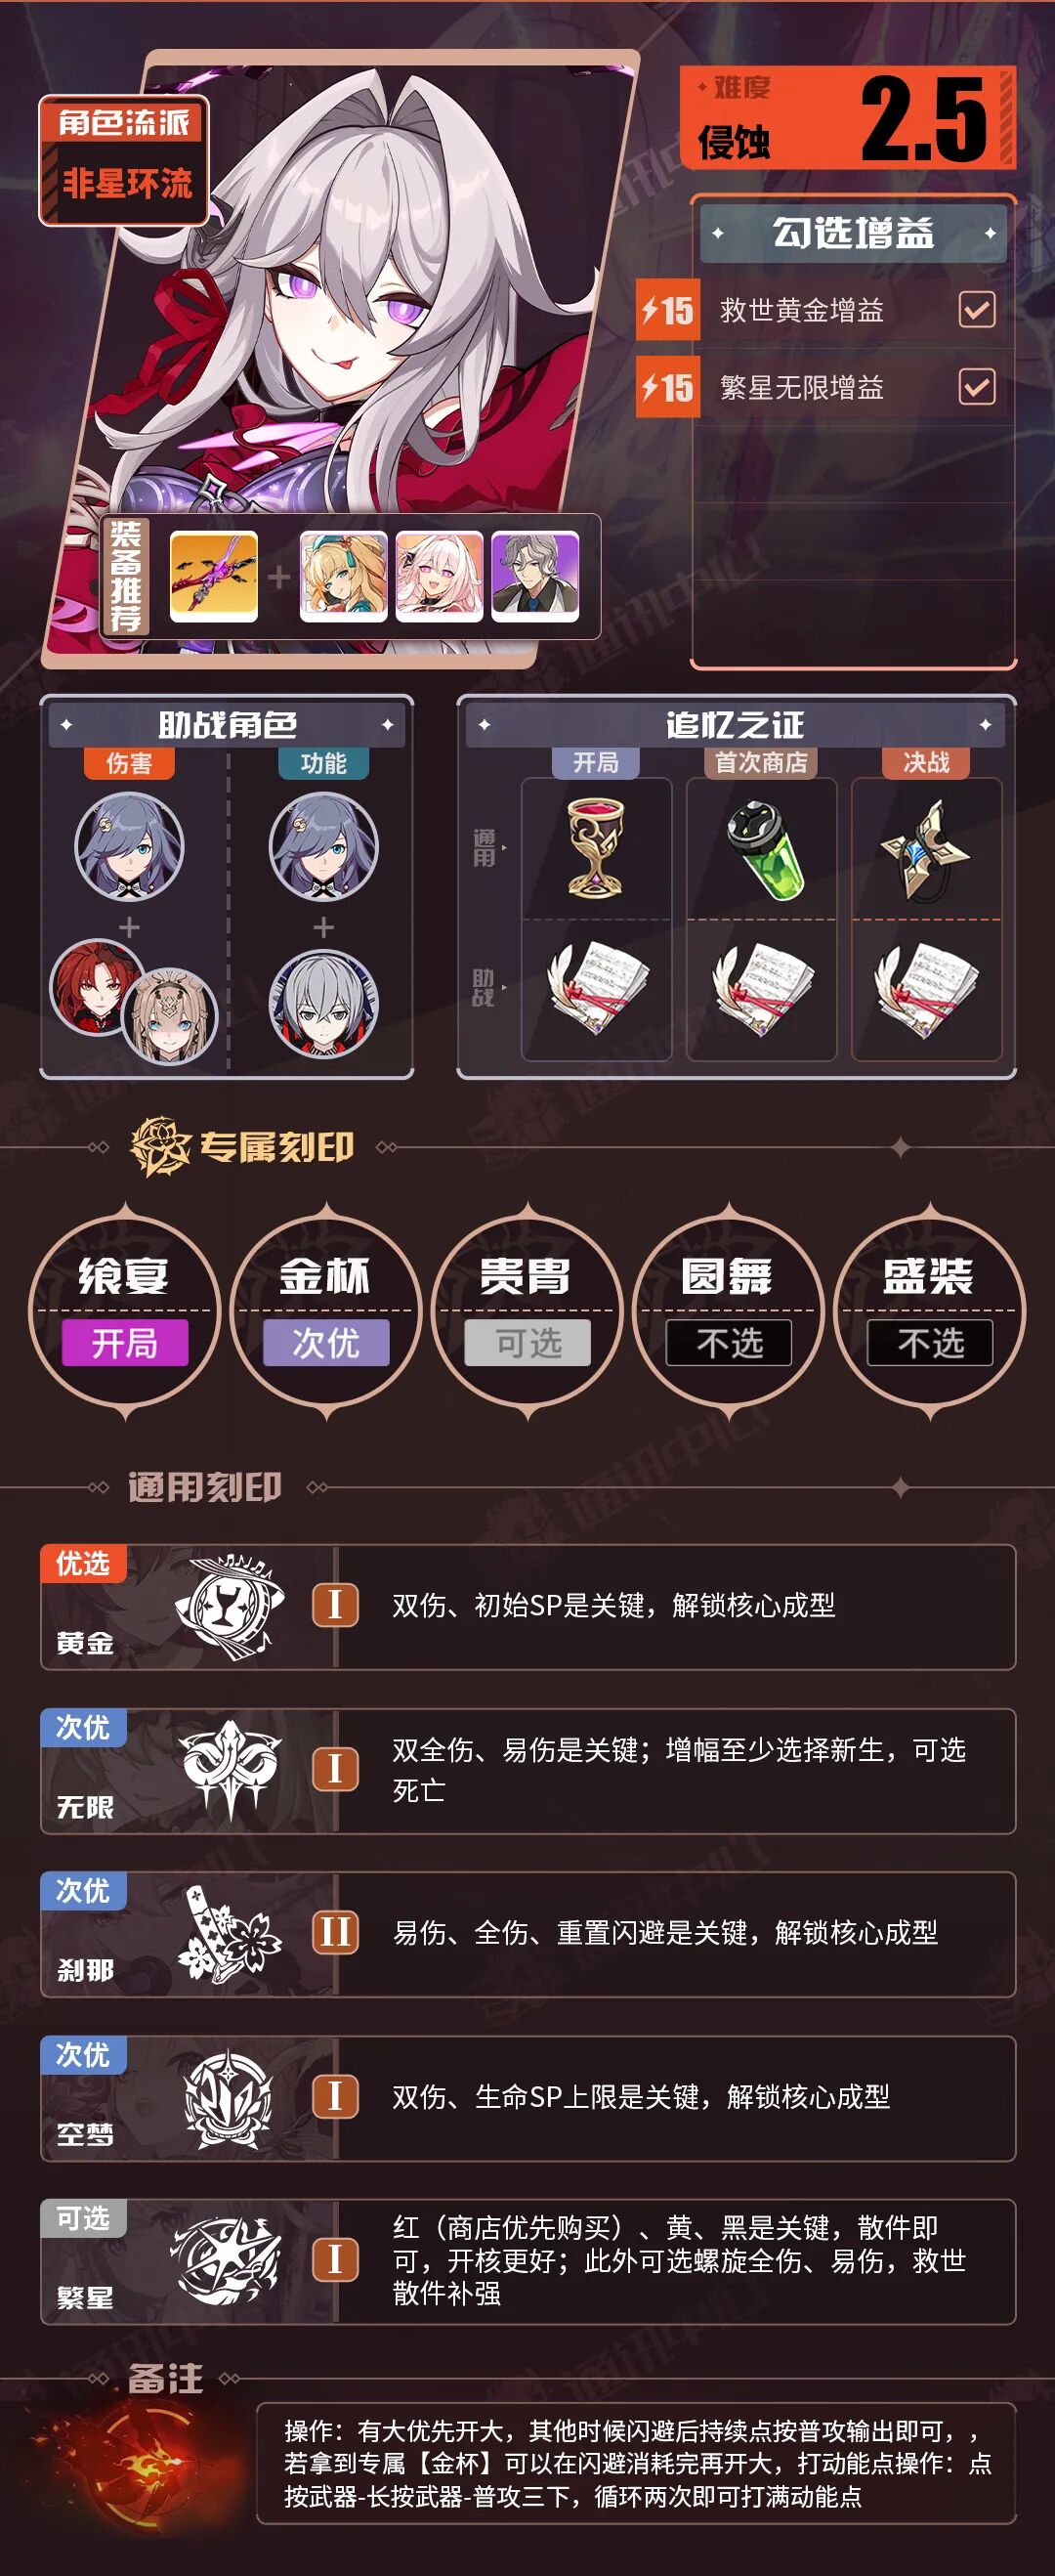 角色流派
非星环流
难度
侵蚀
2.5
勾选增益
15 救世黄金增益
15 繁星无限增益
装备推荐
助战角色
伤害
功能
追忆之证
开局
首次商店
决战
通用
助战
专属刻印
飨宴
开局
金杯
次优
贵胄
可选
圆舞
不选
盛装
不选
通用刻印
优选
黄金
I
双伤、初始SP是关键，解锁核心成型
次优
无限
I
双全伤、易伤是关键；增幅至少选择新生，可选
死亡
次优
刹那
II
易伤、全伤、重置闪避是关键，解锁核心成型
次优
空梦
I
双伤、生命SP上限是关键，解锁核心成型
可选
繁星
I
红（商店优先购买）、黄、黑是关键，散件即
可，开核更好；此外可选螺旋全伤、易伤，救世
散件补强
备注
操作：有大优先开大，其他时候闪避后持续点按普攻输出即可，，
若拿到专属【金杯】可以在闪避消耗完再开大，打动能点操作：点
按武器-长按武器-普攻三下，循环两次即可打满动能点